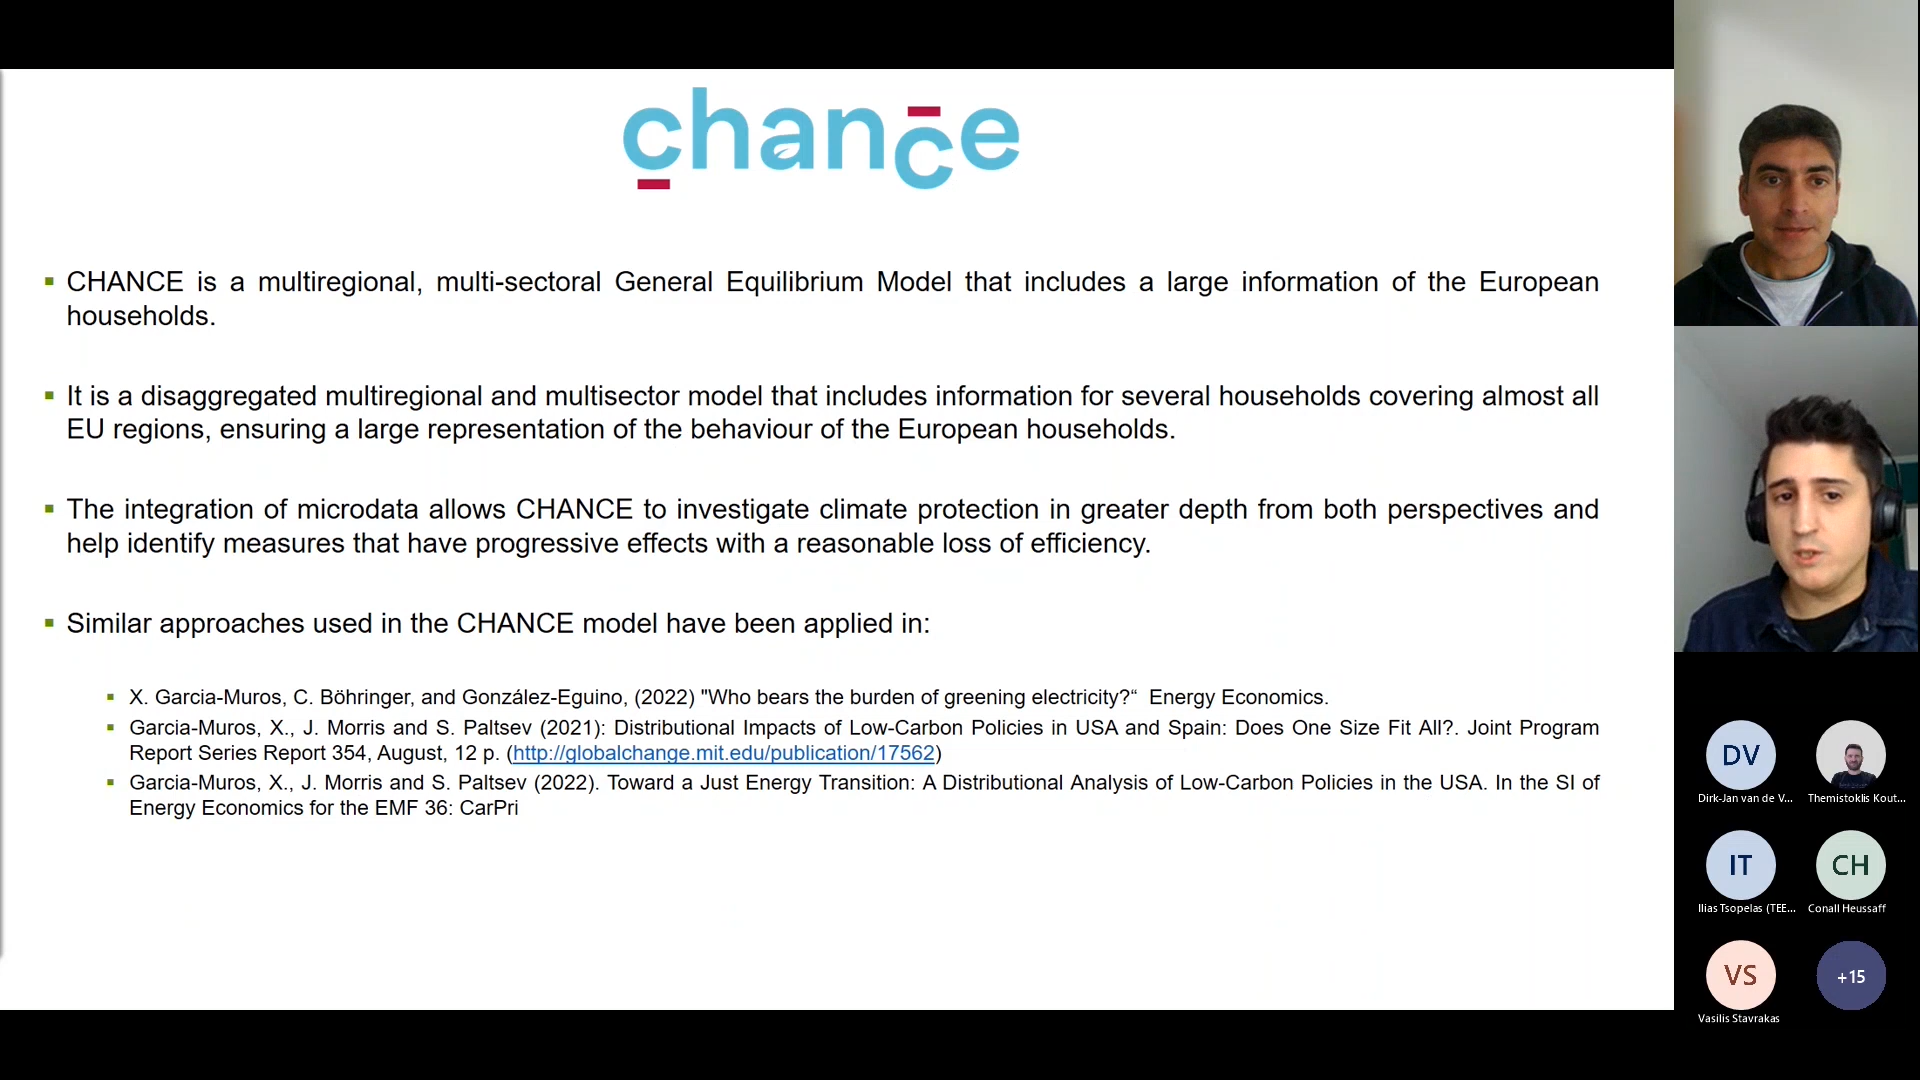 chance
▪ CHANCE is a multiregional, multi-sectoral General Equilibrium Model that includes a large information of the European
households.
▪ It is a disaggregated multiregional and multisector model that includes information for several households covering almost all
EU regions, ensuring a large representation of the behaviour of the European households.
▪ The integration of microdata allows CHANCE to investigate climate protection in greater depth from both perspectives and
help identify measures that have progressive effects with a reasonable loss of efficiency.
▪ Similar approaches used in the CHANCE model have been applied in:
▪ X. Garcia-Muros, C. Böhringer, and González-Eguino, (2022) "Who bears the burden of greening electricity?“ Energy Economics.
▪ Garcia-Muros, X., J. Morris and S. Paltsev (2021): Distributional Impacts of Low-Carbon Policies in USA and Spain: Does One Size Fit All?. Joint Program
Report Series Report 354, August, 12 p. (http://globalchange.mit.edu/publication/17562)
▪ Garcia-Muros, X., J. Morris and S. Paltsev (2022). Toward a Just Energy Transition: A Distributional Analysis of Low-Carbon Policies in the USA. In the SI of
Energy Economics for the EMF 36: CarPri
DV
Dirk-Jan van de V...
Themistoklis Kout...
IT
CH
Ilias Tsopelas (TEE...
Conall Heussaff
VS
+15
Vasilis Stavrakas